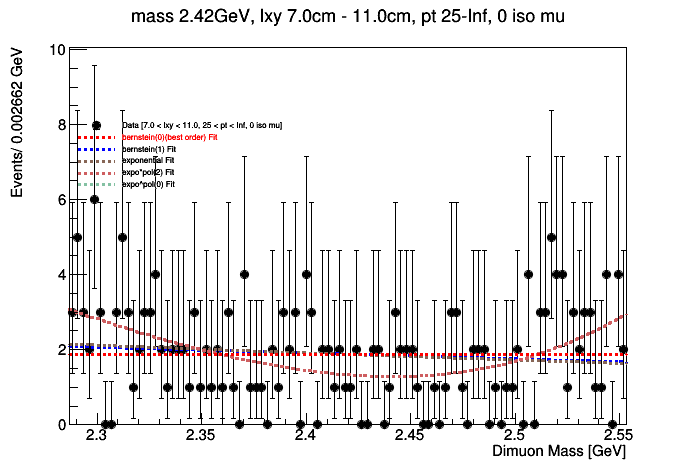 mass 2.42GeV, lxy 7.0cm - 11.0cm, pt 25-Inf, 0 iso mu
Events/ 0.002662 GeV
10
8
6
4
2
0
Data [7.0 < lxy < 11.0, 25 < pt < Inf, 0 iso mu]
bernstein(0)(best order) Fit
bernstein(1) Fit
exponential Fit
expo*pol(2) Fit
expo*pol(0) Fit
2.3 2.35 2.4 2.45 2.5 2.55
Dimuon Mass [GeV]